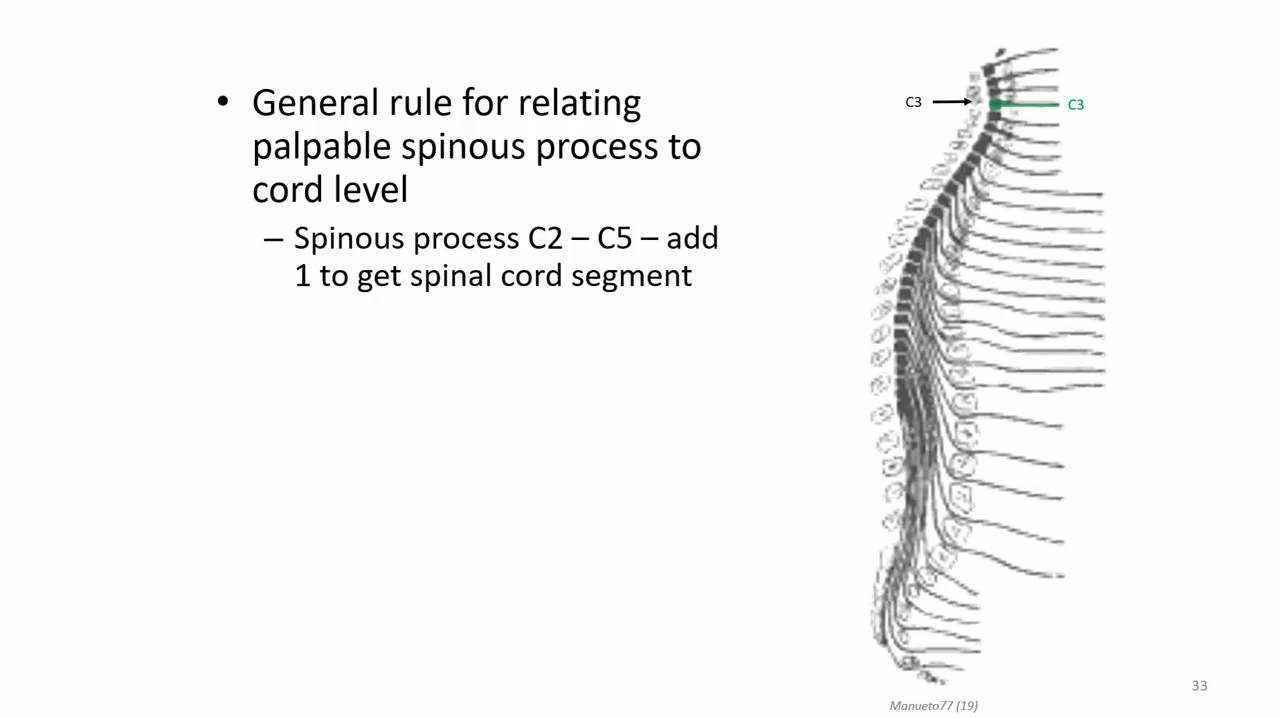 • General rule for relating
palpable spinous process to
cord level
– Spinous process C2 – C5 – add
1 to get spinal cord segment
C3
C3
Manueto77 (19)
33